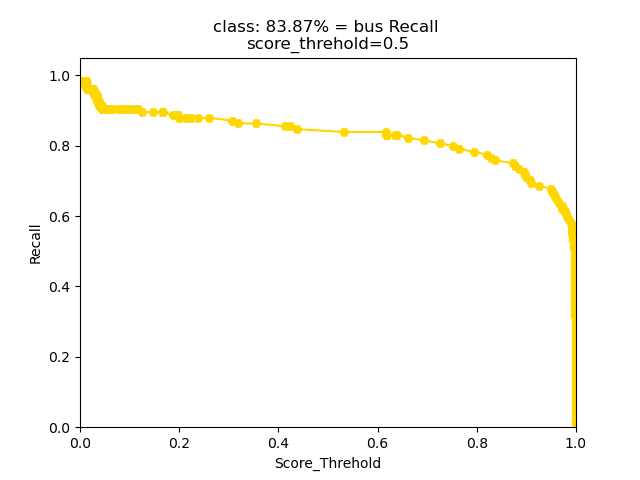 class: 83.87% = bus Recall
score_threhold=0.5
1.0
0.8
0.6
0.4
0.2
0.0
Recall
0.0 0.2 0.4 0.6 0.8 1.0
Score_Threhold